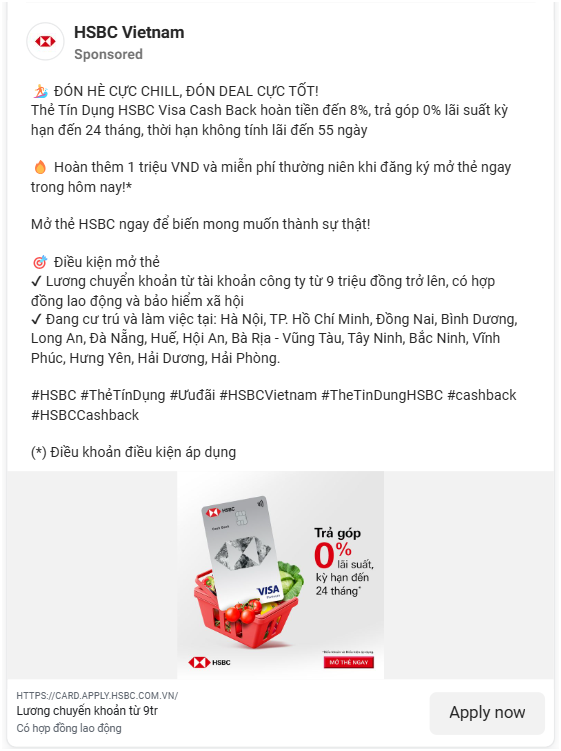 HSBC Vietnam
Sponsored
🏄 ĐÓN HÈ CỰC CHILL, ĐÓN DEAL CỰC TỐT!
Thẻ Tín Dụng HSBC Visa Cash Back hoàn tiền đến 8%, trả góp 0% lãi suất kỳ
hạn đến 24 tháng, thời hạn không tính lãi đến 55 ngày
🔥 Hoàn thêm 1 triệu VND và miễn phí thường niên khi đăng ký mở thẻ ngay
trong hôm nay!*
Mở thẻ HSBC ngay để biến mong muốn thành sự thật!
🎯 Điều kiện mở thẻ
✔ Lương chuyển khoản từ tài khoản công ty từ 9 triệu đồng trở lên, có hợp
đồng lao động và bảo hiểm xã hội
✔ Đang cư trú và làm việc tại: Hà Nội, TP. Hồ Chí Minh, Đồng Nai, Bình Dương,
Long An, Đà Nẵng, Huế, Hội An, Bà Rịa - Vũng Tàu, Tây Ninh, Bắc Ninh, Vĩnh
Phúc, Hưng Yên, Hải Dương, Hải Phòng.
#HSBC #ThẻTínDụng #Ưuđãi #HSBCVietnam #TheTinDungHSBC #cashback
#HSBCCashback
(*) Điều khoản điều kiện áp dụng
HSBC
Cash Back
VISA
Trả góp
0%
lãi suất,
kỳ hạn đến
24 tháng*
*Điều khoản và Điều kiện áp dụng
HSBC
MỞ THẺ NGAY
HTTPS://CARD.APPLY.HSBC.COM.VN/
Lương chuyển khoản từ 9tr
Có hợp đồng lao động
Apply now